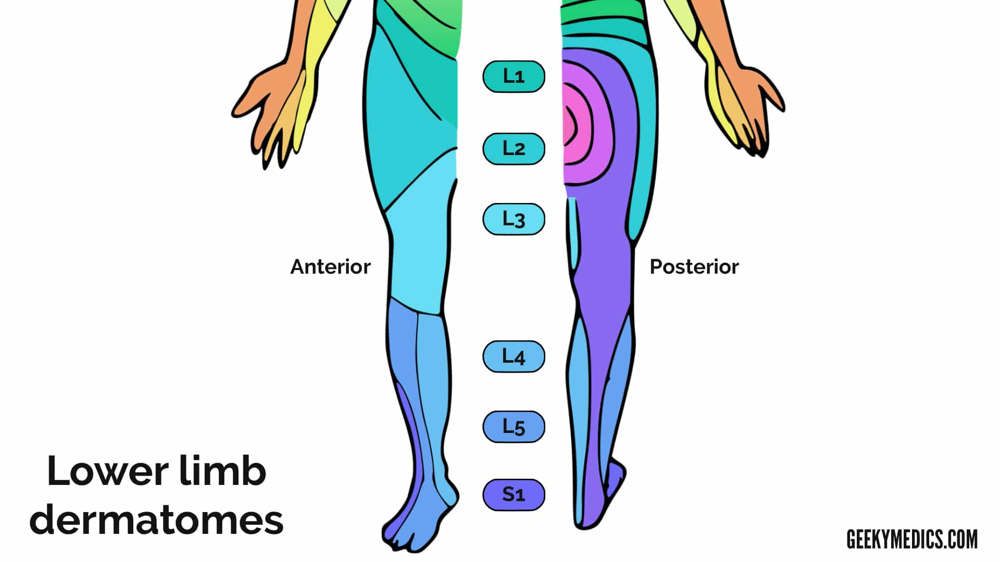 L1
L2
L3
Anterior
Posterior
L4
L5
S1
Lower limb
dermatomes
GEEKYMEDICS.COM